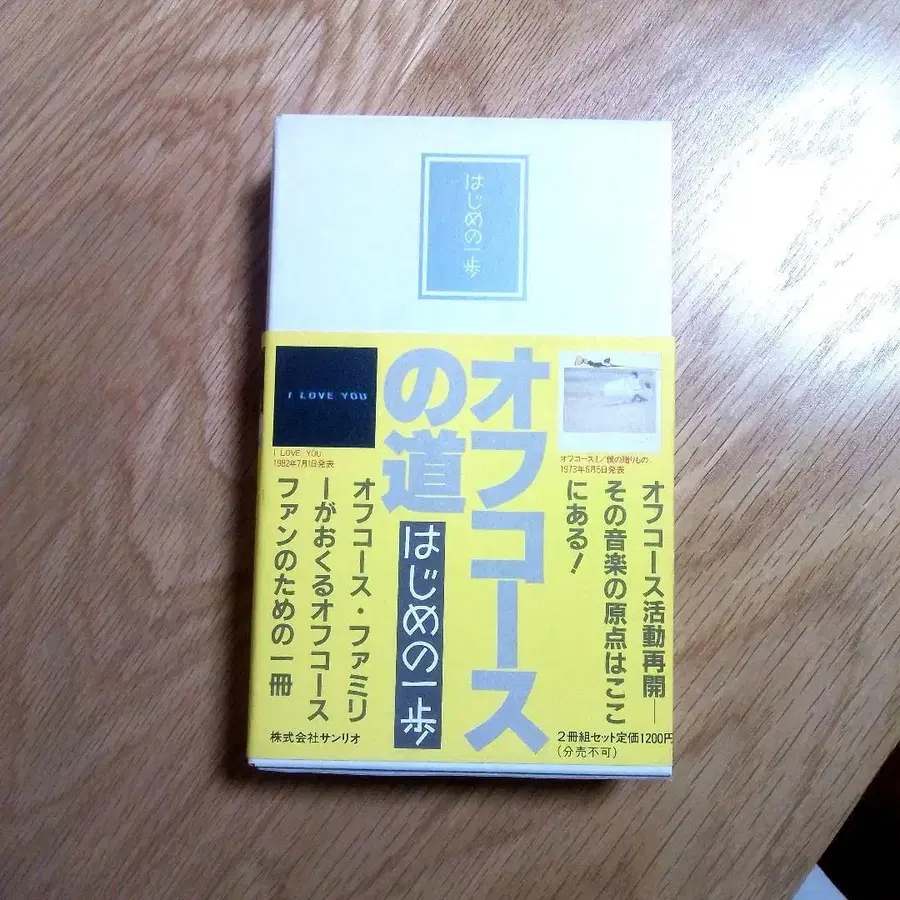 はじめの一歩
オフコース
の道
はじめの一歩
オフコースⅠ/僕の贈りもの
1973年6月5日発表
オフコース活動再開―
その音楽の原点はここ
にある!
2冊組セット定価1200円
(分売不可)
I LOVE YOU
I LOVE YOU
1982年7月1日発表
オフコース・ファミリ
ーがおくるオフコース
ファンのための一冊
株式会社サンリオ